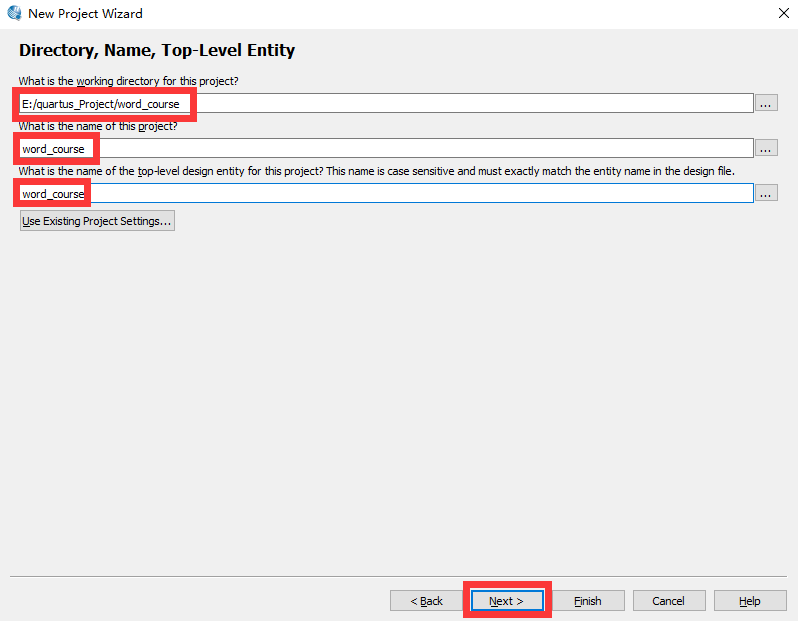 New Project Wizard
Directory, Name, Top-Level Entity
What is the working directory for this project?
E:/quartus_Project/word_course
...
What is the name of this project?
word_course
...
What is the name of the top-level design entity for this project? This name is case sensitive and must exactly match the entity name in the design file.
word_course
...
Use Existing Project Settings...
< Back Next > Finish Cancel Help